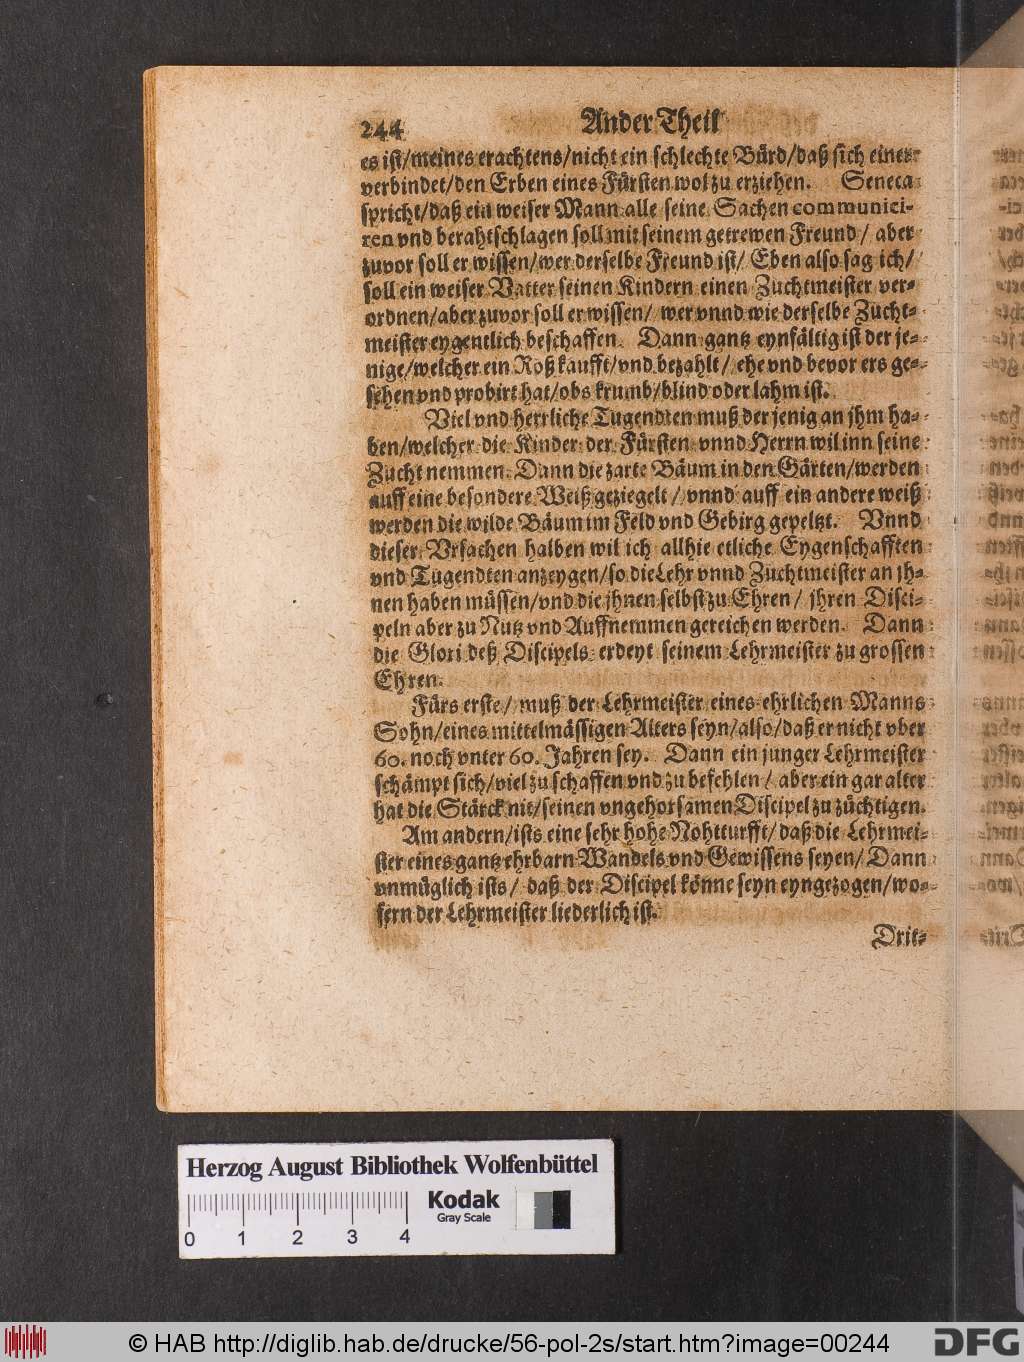 244 Ander Theil
es ist/meines erachtens/nicht ein schlechte Bürd/daß sich einer
verbindet/den Erben eines Fürsten wol zu erziehen. Seneca
spricht/daß ein weiser Mann alle seine Sachen communici-
ren vnd berahtschlagen soll mit seinem getrewen Freund/ aber
zuvor soll er wissen/wer derselbe Freund ist/ Eben also sag ich/
soll ein weiser Vatter seinen Kindern einen Zuchtmeister ver-
ordnen/aber zuvor soll er wissen/ wer vnnd wie derselbe Zucht-
meister eygentlich beschaffen. Dann gantz eynfältig ist der je-
nige/welcher ein Roß kaufft/vnd bezahlt/ ehe vnd bevor ers ge-
sehen vnd probirt hat/obs krumb/blind oder lahm ist.
Viel vnd herrliche Tugendten muß der jenig an jhm ha-
ben/welcher die Kinder der Fürsten vnnd Herrn wil inn seine
Zucht nemmen. Dann die zarte Bäum in den Gärten/werden
auff eine besondere Weiß geziegelt/ vnnd auff ein andere weiß
werden die wilde Bäum im Feld vnd Gebirg gepeltzt. Vnnd
dieser Vrsachen halben wil ich allhie etliche Eygenschafften
vnd Tugendten anzeygen/so die Lehr vnnd Zuchtmeister an jh-
nen haben müssen/vnd die jhnen selbst zu Ehren/ jhren Disci-
peln aber zu Nutz vnd Auffnemmen gereichen werden. Dann
die Glori deß Discipels erdeyt seinem Lehrmeister zu grossen
Ehren.
Fürs erste/ muß der Lehrmeister eines ehrlichen Manns
Sohn/eines mittelmässigen Alters seyn/also/daß er nicht vber
60. noch vnter 60. Jahren sey. Dann ein junger Lehrmeister
schämpt sich/viel zu schaffen vnd zu befehlen/ aber ein gar alter
hat die Stärck nit/seinen vngehorsamen Discipel zu züchtigen.
Am andern/ists eine sehr hohe Nohtturfft/daß die Lehrmei-
ster eines gantz ehrbarn Wandels vnd Gewissens seyen/ Dann
vnmüglich ists/ daß der Discipel könne seyn eyngezogen/wo-
fern der Lehrmeister liederlich ist.
Drit-
Herzog August Bibliothek Wolfenbüttel
Kodak
Gray Scale
0 1 2 3 4
© HAB http://diglib.hab.de/drucke/56-pol-2s/start.htm?image=00244
DFG